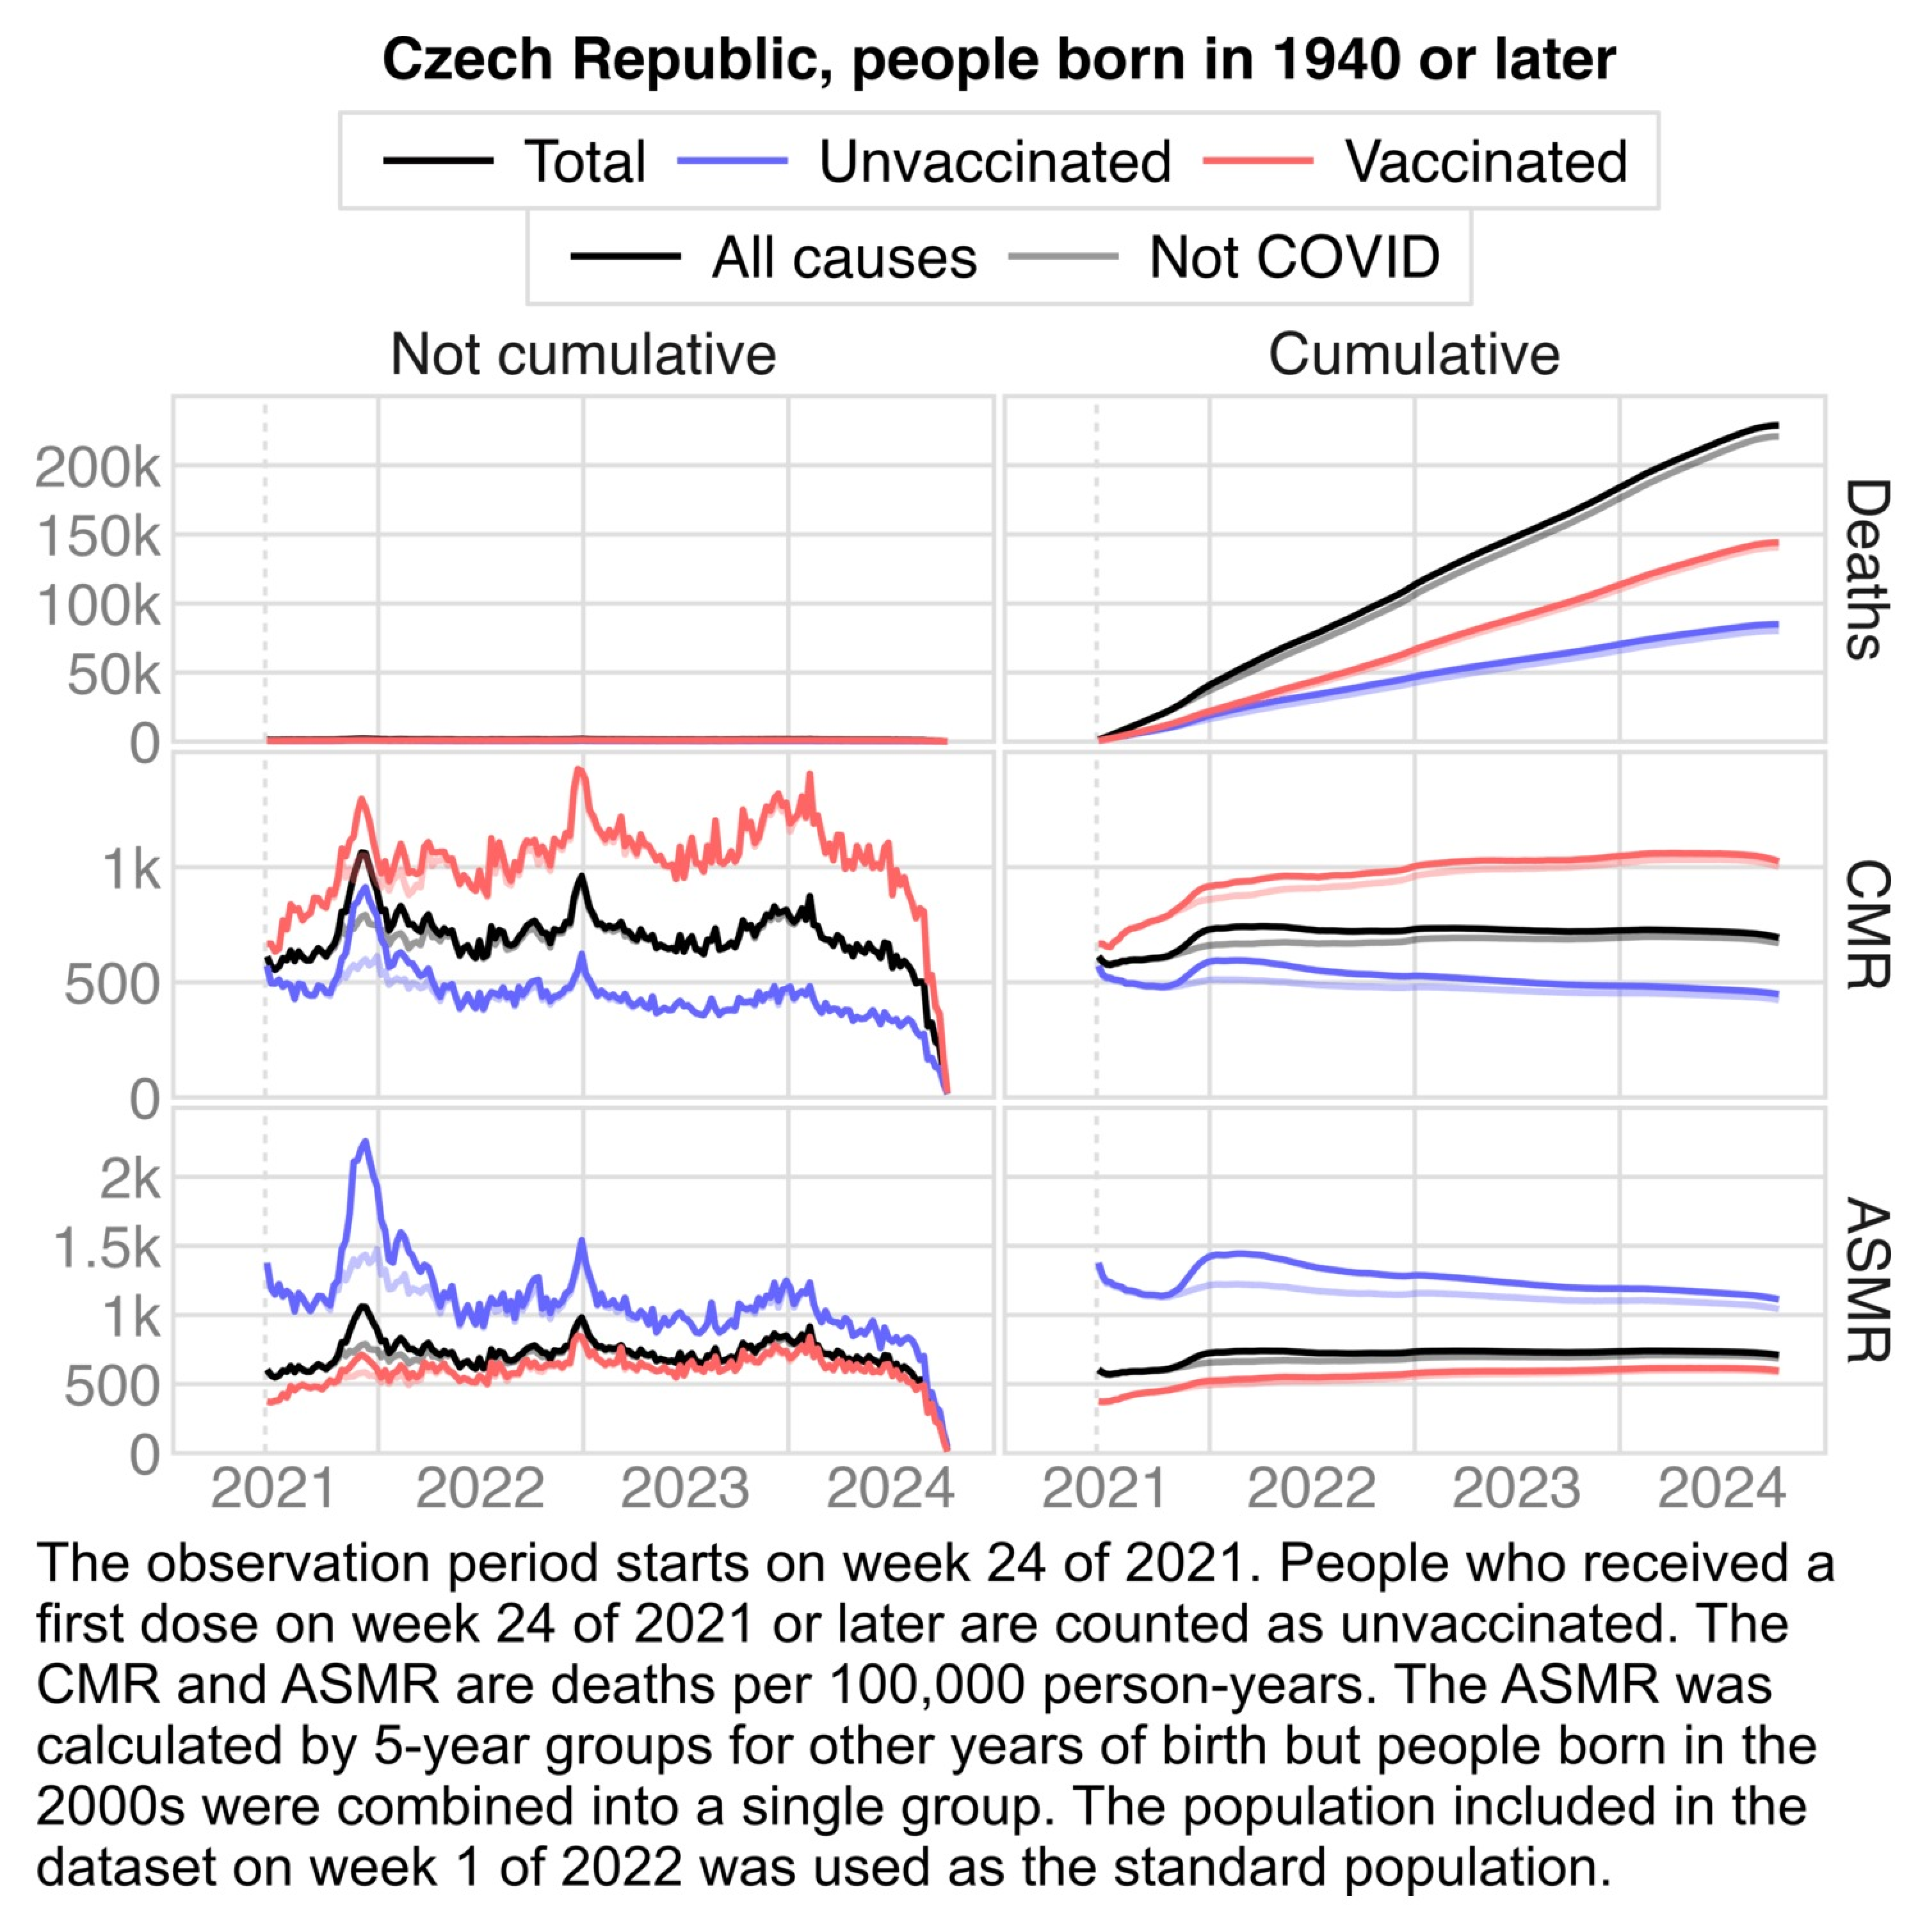 Czech Republic, people born in 1940 or later
Total Unvaccinated Vaccinated
All causes Not COVID
Not cumulative Cumulative
200k
150k
100k
50k
0
Deaths
1k
500
0
CMR
2k
1.5k
1k
500
0
ASMR
2021 2022 2023 2024 2021 2022 2023 2024
The observation period starts on week 24 of 2021. People who received a
first dose on week 24 of 2021 or later are counted as unvaccinated. The
CMR and ASMR are deaths per 100,000 person-years. The ASMR was
calculated by 5-year groups for other years of birth but people born in the
2000s were combined into a single group. The population included in the
dataset on week 1 of 2022 was used as the standard population.